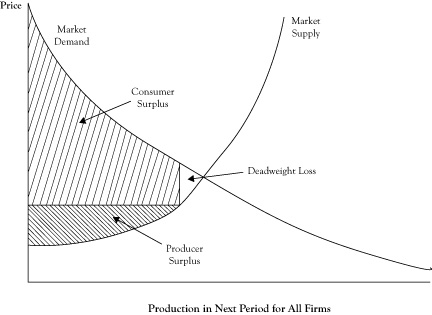 Price
Market
Demand
Market
Supply
Consumer
Surplus
Deadweight Loss
Producer
Surplus
Production in Next Period for All Firms